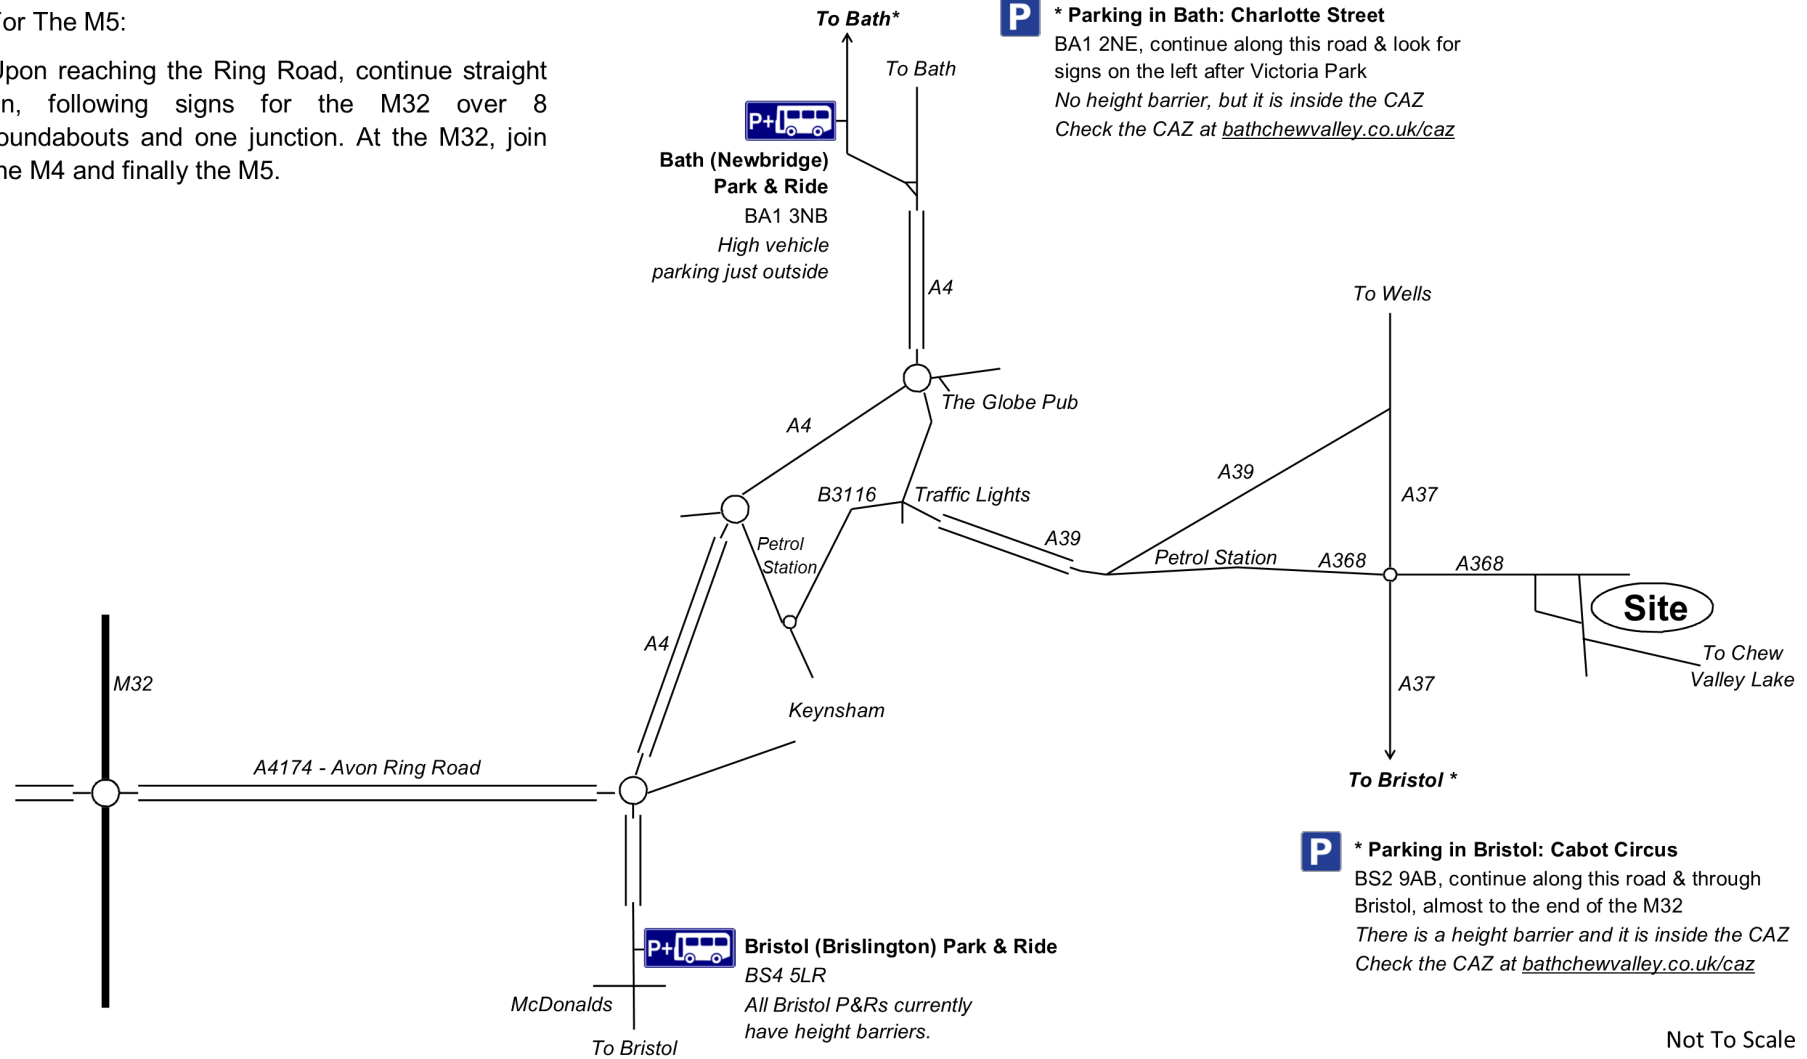 or The M5:
pon reaching the Ring Road, continue straight
n, following signs for the M32 over 8
oundabouts and one junction. At the M32, join
he M4 and finally the M5.
To Bath*
To Bath
P+
Bath (Newbridge)
Park & Ride
BA1 3NB
High vehicle
parking just outside
P
* Parking in Bath: Charlotte Street
BA1 2NE, continue along this road & look for
signs on the left after Victoria Park
No height barrier, but it is inside the CAZ
Check the CAZ at bathchewvalley.co.uk/caz
A4
To Wells
The Globe Pub
A4
A39
A37
B3116
Traffic Lights
Petrol
Station
A39
Petrol Station
A368
A368
Site
To Chew
Valley Lake
A4
A37
M32
Keynsham
A4174 - Avon Ring Road
To Bristol *
P
* Parking in Bristol: Cabot Circus
BS2 9AB, continue along this road & through
Bristol, almost to the end of the M32
There is a height barrier and it is inside the CAZ
Check the CAZ at bathchewvalley.co.uk/caz
P+
Bristol (Brislington) Park & Ride
BS4 5LR
All Bristol P&Rs currently
have height barriers.
McDonalds
To Bristol
Not To Scale